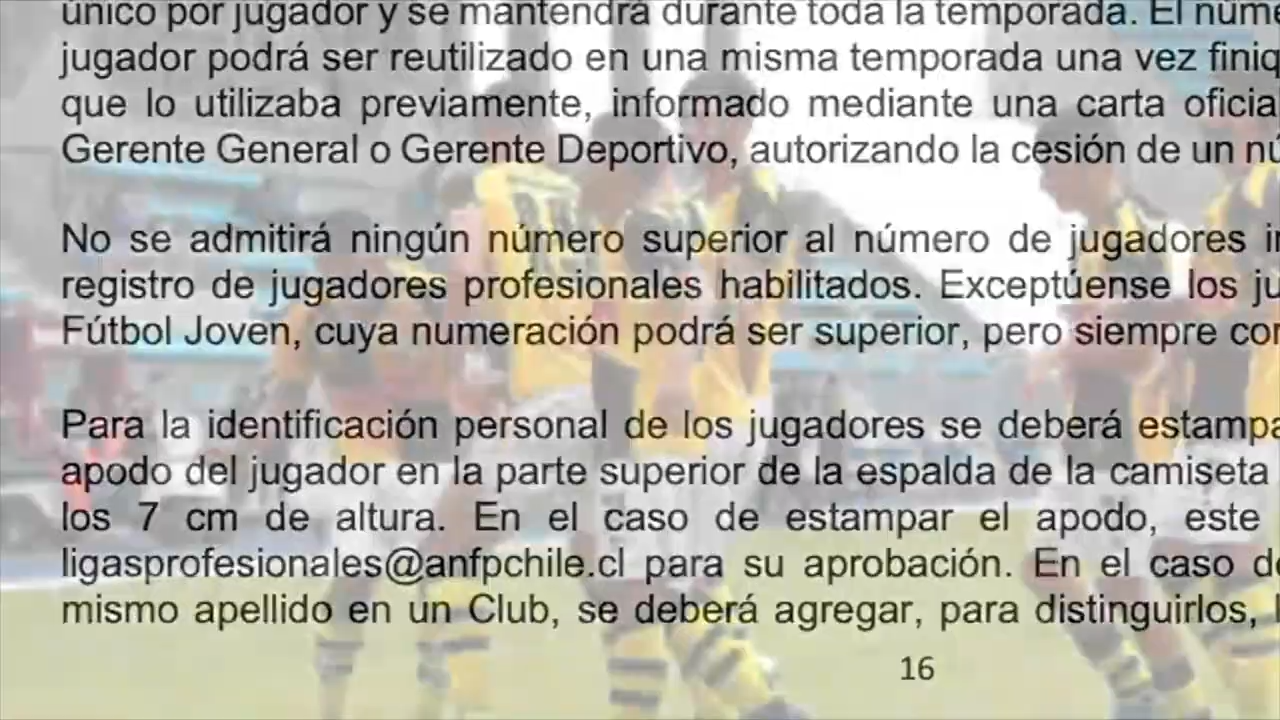 único por jugador y se mantendrá durante toda la temporada. El núme
jugador podrá ser reutilizado en una misma temporada una vez finiq
que lo utilizaba previamente, informado mediante una carta oficia
Gerente General o Gerente Deportivo, autorizando la cesión de un nú
No se admitirá ningún número superior al número de jugadores in
registro de jugadores profesionales habilitados. Exceptúense los ju
Fútbol Joven, cuya numeración podrá ser superior, pero siempre con
Para la identificación personal de los jugadores se deberá estampa
apodo del jugador en la parte superior de la espalda de la camiseta
los 7 cm de altura. En el caso de estampar el apodo, este
ligasprofesionales@anfpchile.cl para su aprobación. En el caso de
mismo apellido en un Club, se deberá agregar, para distinguirlos,
16